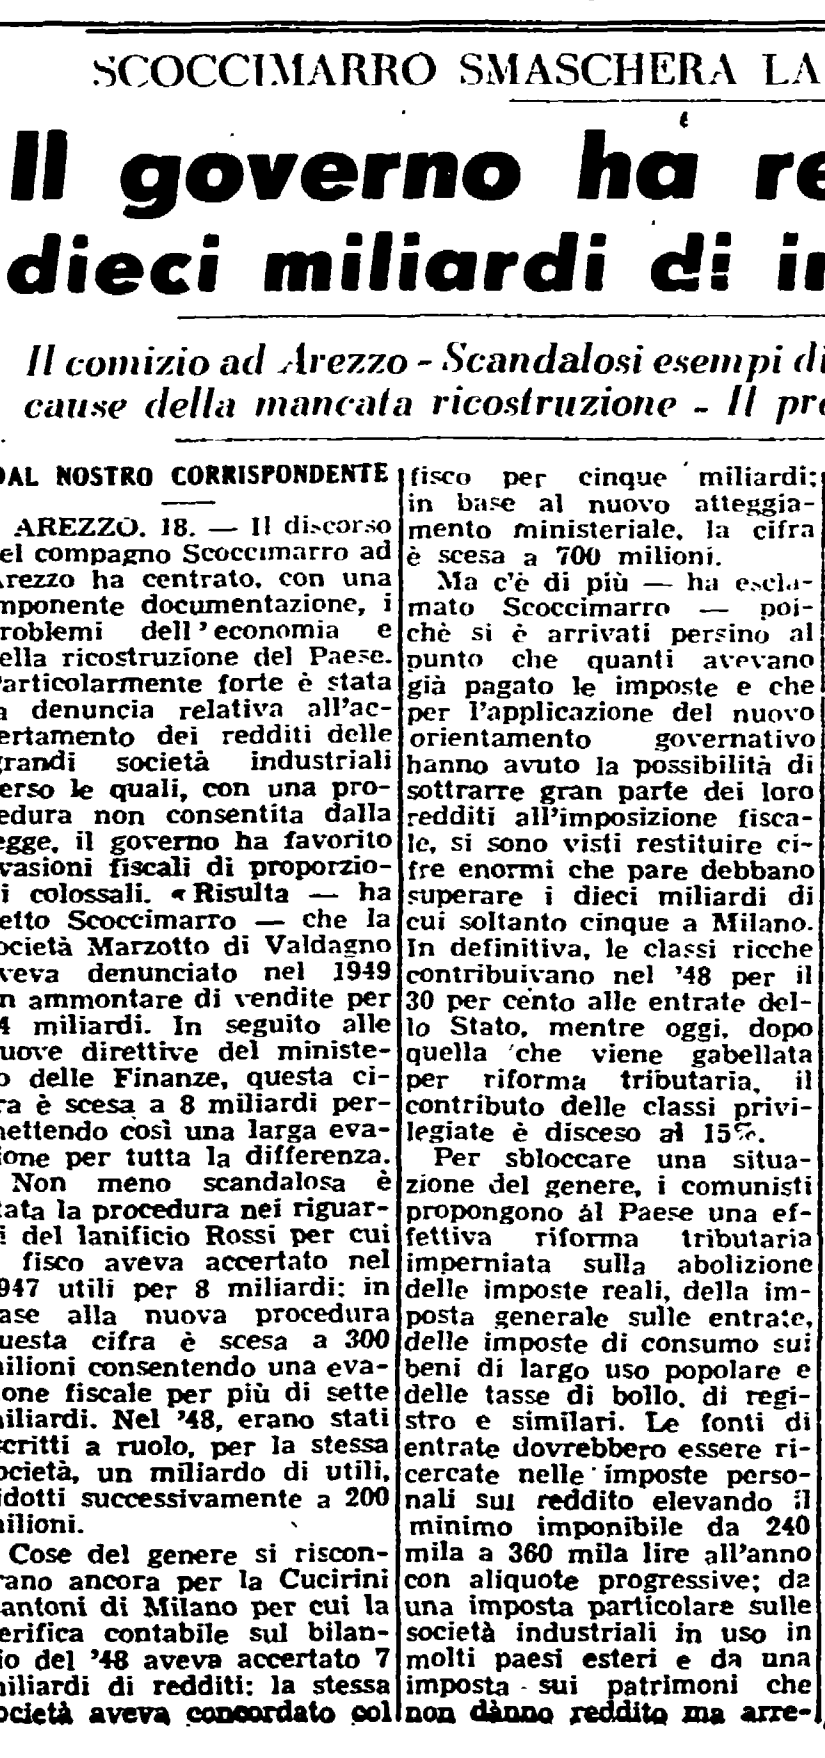 SCOCCIMARRO SMASCHERA LA
Il governo ha re
dieci miliardi di in
Il comizio ad Arezzo - Scandalosi esempi di
cause della mancata ricostruzione - Il pro
DAL NOSTRO CORRISPONDENTE
AREZZO, 18. — Il discorso
el compagno Scoccimarro ad
rezzo ha centrato, con una
mponente documentazione, i
roblemi dell'economia e
ella ricostruzione del Paese.
articolarmente forte è stata
a denuncia relativa all'ac-
ertamento dei redditi delle
grandi società industriali
erso le quali, con una pro-
edura non consentita dalla
egge, il governo ha favorito
vasioni fiscali di proporzio-
i colossali. « Risulta — ha
etto Scoccimarro — che la
ocietà Marzotto di Valdagno
veva denunciato nel 1949
n ammontare di vendite per
4 miliardi. In seguito alle
uove direttive del ministe-
o delle Finanze, questa ci-
ra è scesa a 8 miliardi per-
mettendo così una larga eva-
ione per tutta la differenza.
Non meno scandalosa è
tata la procedura nei riguar-
i del lanificio Rossi per cui
fisco aveva accertato nel
947 utili per 8 miliardi: in
ase alla nuova procedura
uesta cifra è scesa a 300
milioni consentendo una eva-
ione fiscale per più di sette
miliardi. Nel '48, erano stati
scritti a ruolo, per la stessa
ocietà, un miliardo di utili,
idotti successivamente a 200
milioni.
Cose del genere si riscon-
rano ancora per la Cucirini
antoni di Milano per cui la
erifica contabile sul bilan-
io del '48 aveva accertato 7
miliardi di redditi: la stessa
ocietà aveva concordato col
fisco per cinque miliardi:
in base al nuovo atteggia-
mento ministeriale, la cifra
è scesa a 700 milioni.
Ma c'è di più — ha escla-
mato Scoccimarro — poi-
chè si è arrivati persino al
punto che quanti avevano
già pagato le imposte e che
per l'applicazione del nuovo
orientamento governativo
hanno avuto la possibilità di
sottrarre gran parte dei loro
redditi all'imposizione fisca-
le, si sono visti restituire ci-
fre enormi che pare debbano
superare i dieci miliardi di
cui soltanto cinque a Milano.
In definitiva, le classi ricche
contribuivano nel '48 per il
30 per cento alle entrate del-
lo Stato, mentre oggi, dopo
quella che viene gabellata
per riforma tributaria, il
contributo delle classi privi-
legiate è disceso al 15%.
Per sbloccare una situa-
zione del genere, i comunisti
propongono al Paese una ef-
fettiva riforma tributaria
imperniata sulla abolizione
delle imposte reali, della im-
posta generale sulle entrate,
delle imposte di consumo sui
beni di largo uso popolare e
delle tasse di bollo, di regi-
stro e similari. Le fonti di
entrate dovrebbero essere ri-
cercate nelle imposte perso-
nali sul reddito elevando il
minimo imponibile da 240
mila a 360 mila lire all'anno
con aliquote progressive; da
una imposta particolare sulle
società industriali in uso in
molti paesi esteri e da una
imposta sui patrimoni che
non dànno reddito ma arre-